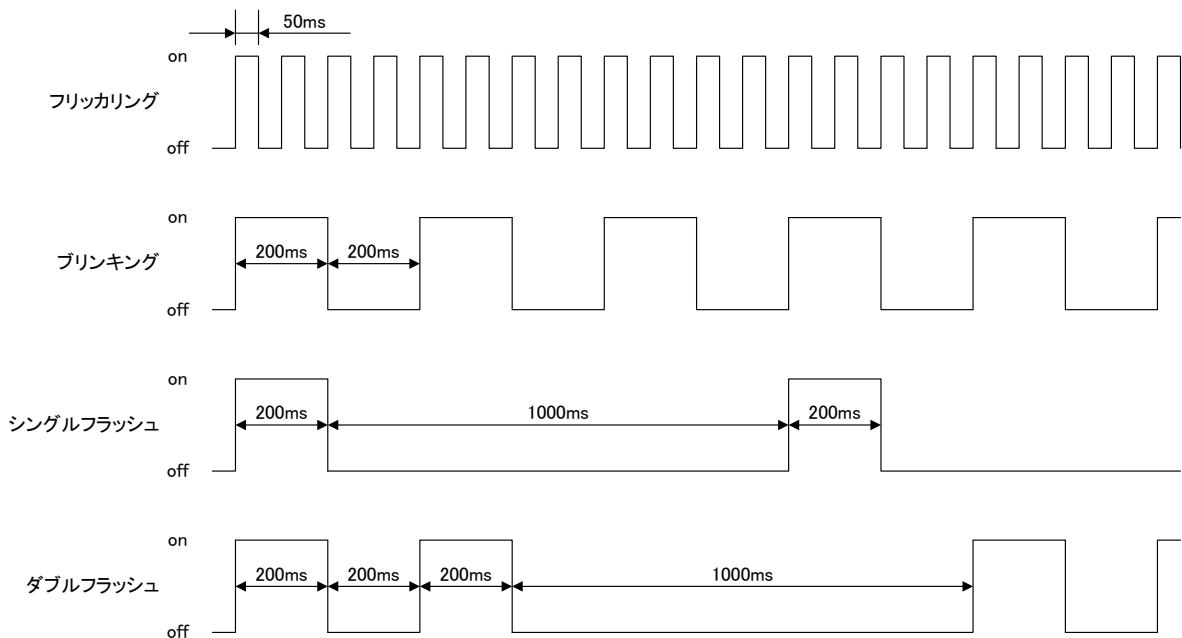 50ms
on
フリッカリング
off
on
200ms 200ms
ブリンキング
off
on
200ms 1000ms 200ms
シングルフラッシュ
off
on
200ms 200ms 200ms 1000ms
ダブルフラッシュ
off